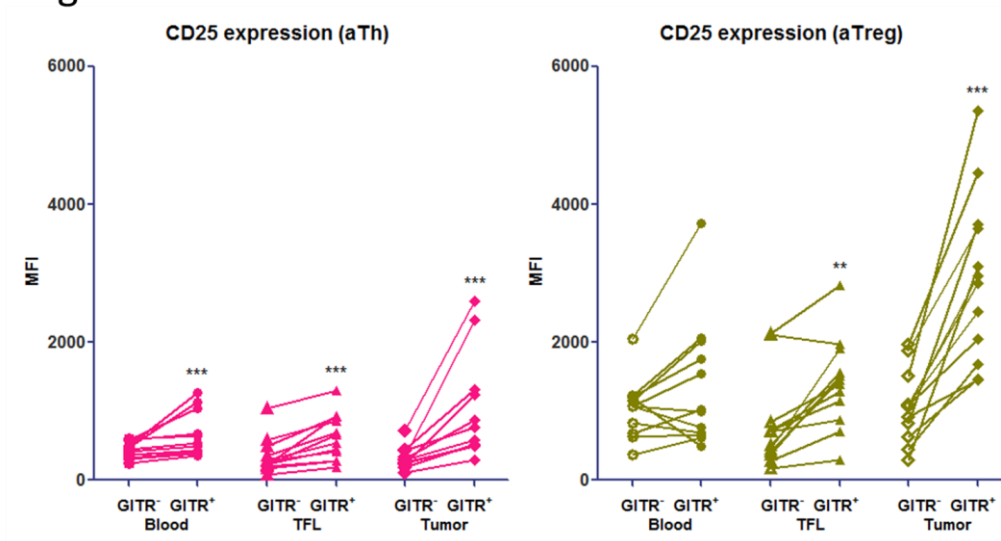 CD25 expression (aTh)
6000
4000
2000
0
MFI
***
***
***
GITR⁻ GITR⁺ GITR⁻ GITR⁺ GITR⁻ GITR⁺
Blood TFL Tumor
CD25 expression (aTreg)
6000
4000
2000
0
MFI
**
***
GITR⁻ GITR⁺ GITR⁻ GITR⁺ GITR⁻ GITR⁺
Blood TFL Tumor